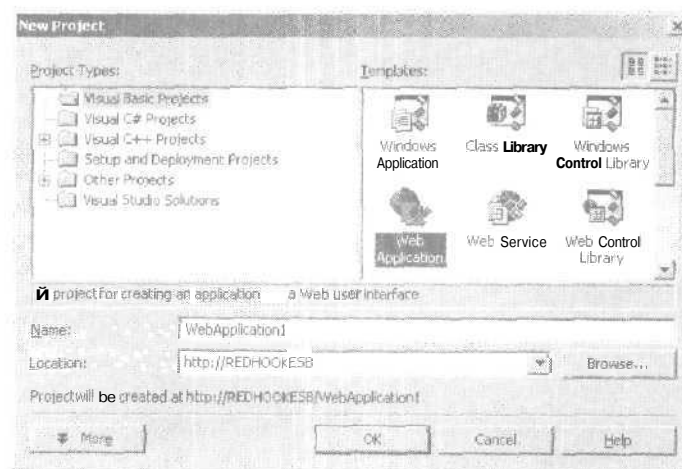 New Project
Project Types:
Templates:
Visual Basic Projects
Visual C# Projects
Visual C++ Projects
Setup and Deployment Projects
Other Projects
Visual Studio Solutions
Windows Application
Class Library
Windows Control Library
Web Application
Web Service
Web Control Library
Й project for creating an application a Web user interface
Name:
WebApplication1
Location:
http://REDHOOKESB
Browse...
Project will be created at http://REDHOOKESB/WebApplication1.
More
OK
Cancel
Help